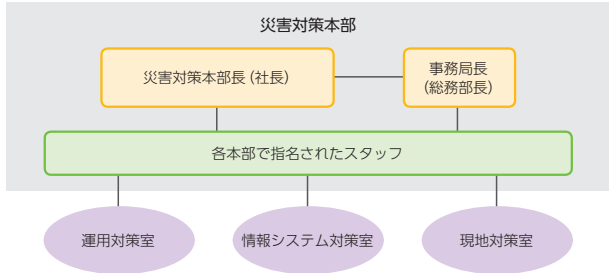 災害対策本部
災害対策本部長 (社長)
事務局長
(総務部長)
各本部で指名されたスタッフ
運用対策室
情報システム対策室
現地対策室